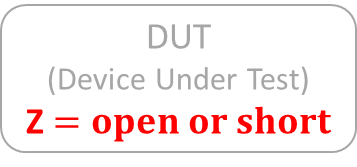 DUT
(Device Under Test)
Z = open or short